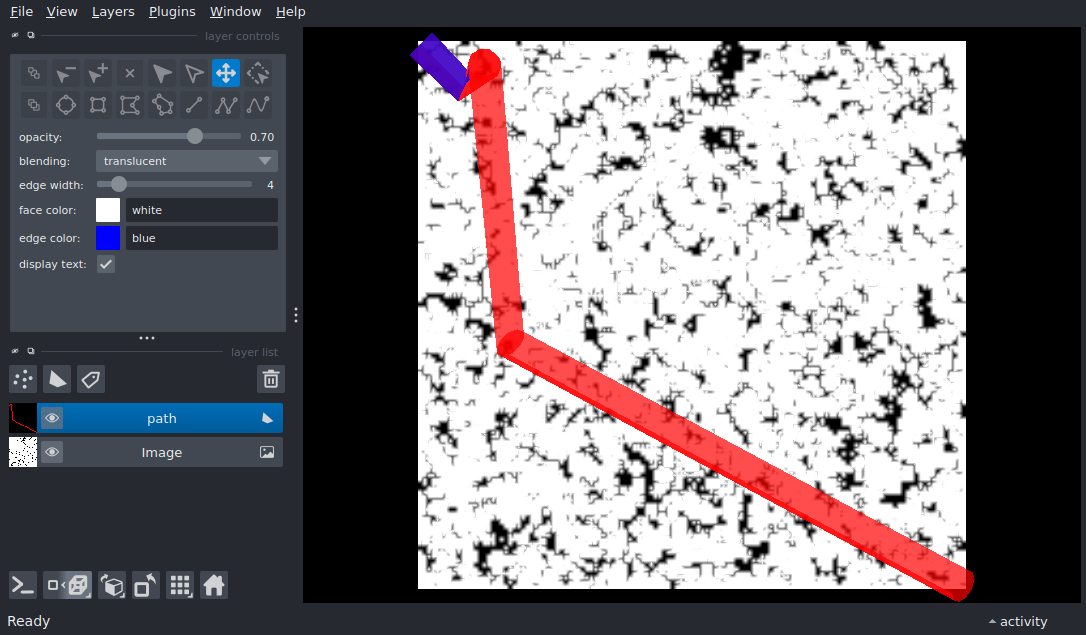 File View Layers Plugins Window Help
layer controls
opacity: 0.70
blending: translucent
edge width: 4
face color: white
edge color: blue
display text:
layer list
path
Image
Ready
activity